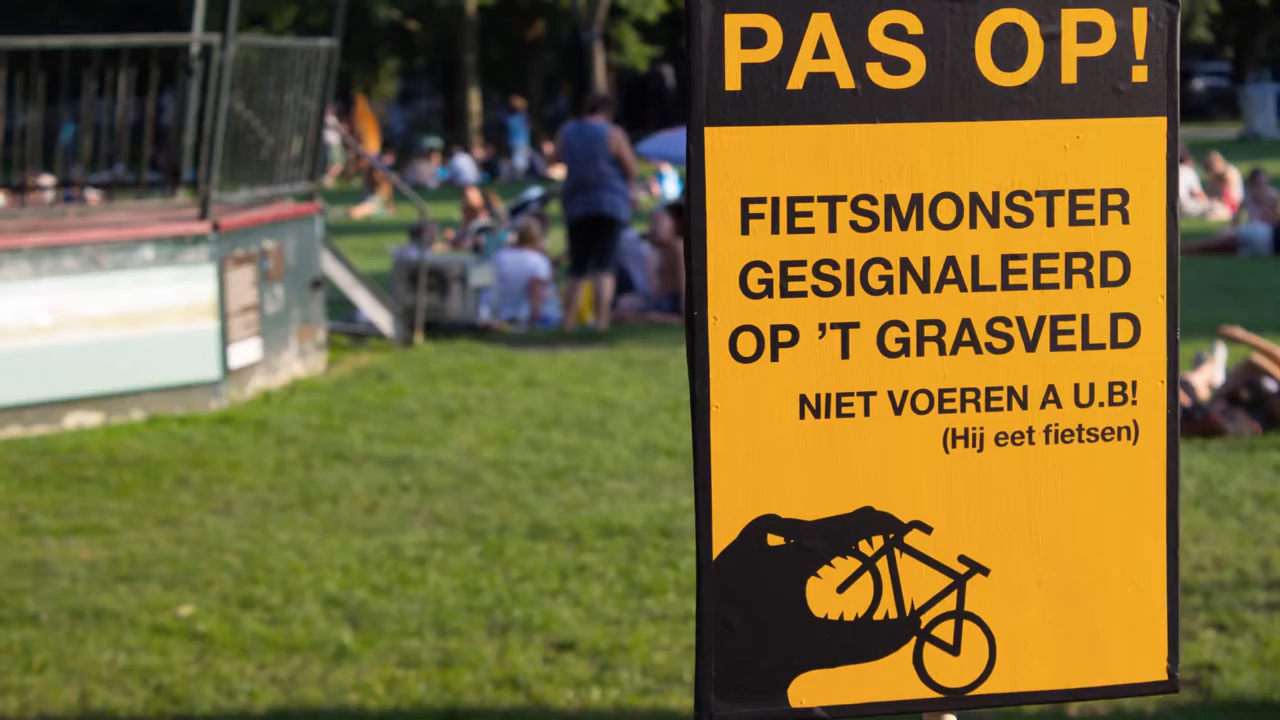 PAS OP!
FIETSMONSTER
GESIGNALEERD
OP 'T GRASVELD
NIET VOEREN A U.B!
(Hij eet fietsen)